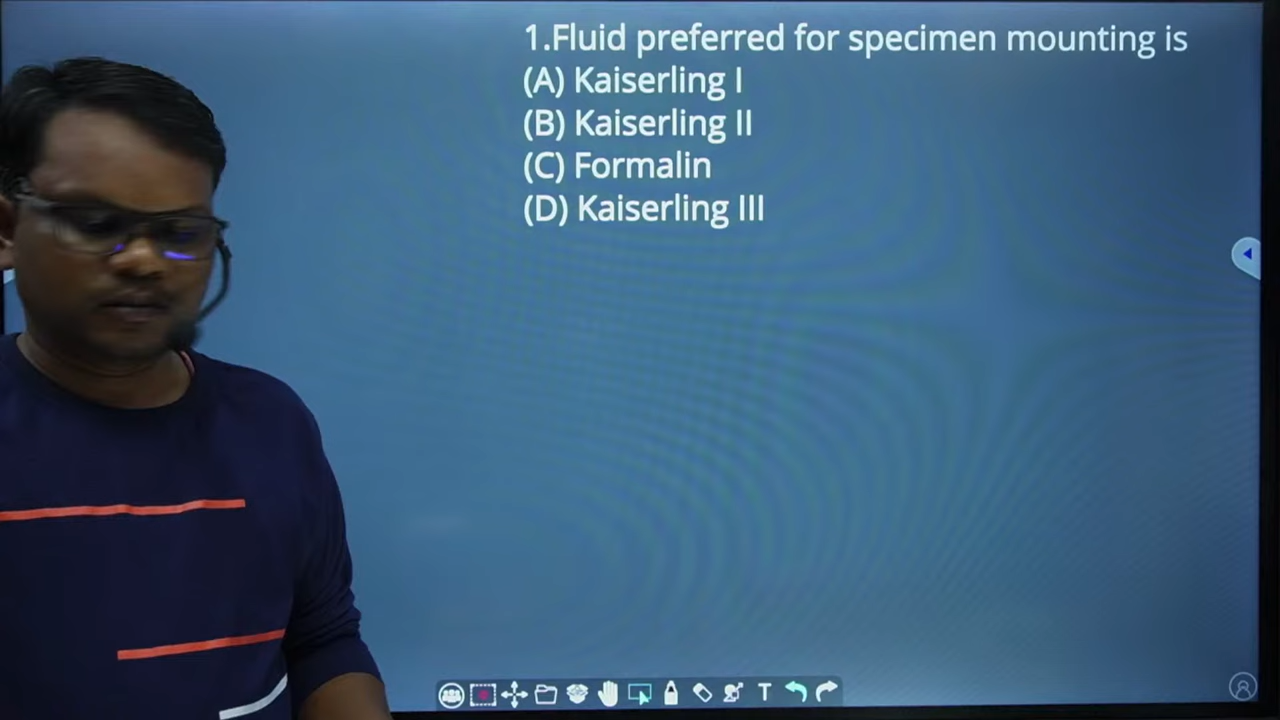 1.Fluid preferred for specimen mounting is
(A) Kaiserling I
(B) Kaiserling II
(C) Formalin
(D) Kaiserling III
T